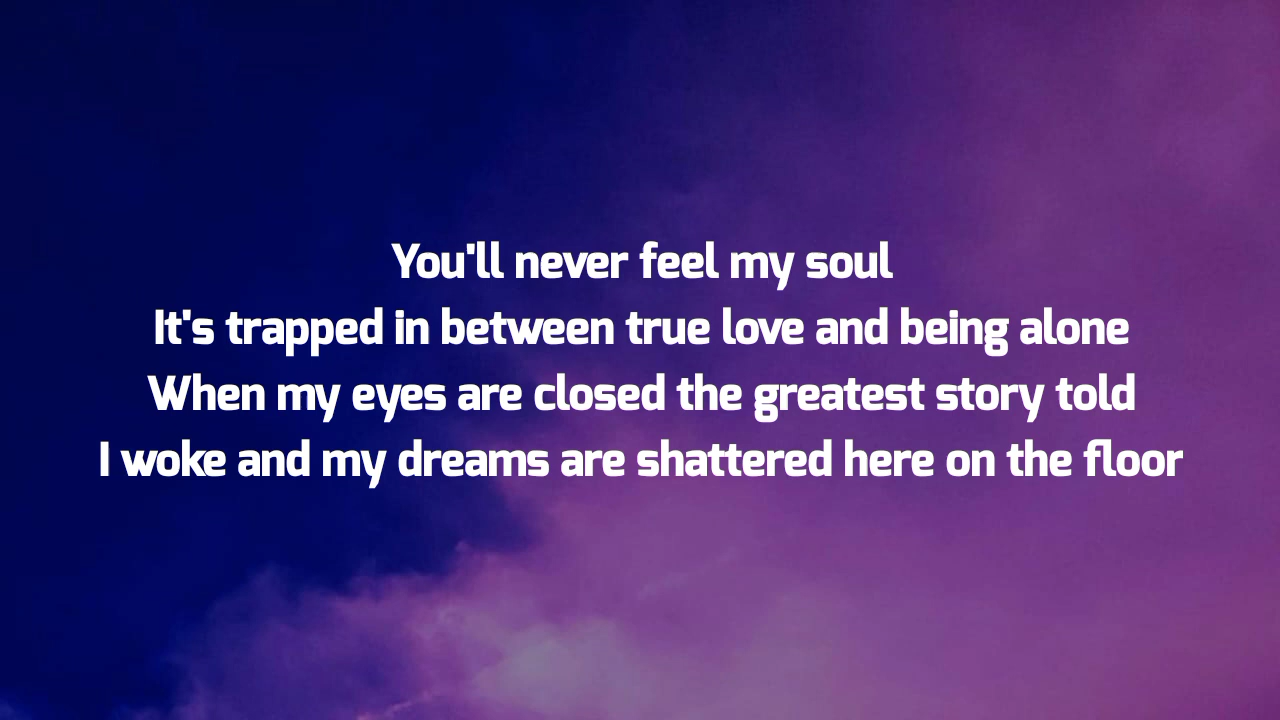 You'll never feel my soul
It's trapped in between true love and being alone
When my eyes are closed the greatest story told
I woke and my dreams are shattered here on the floor